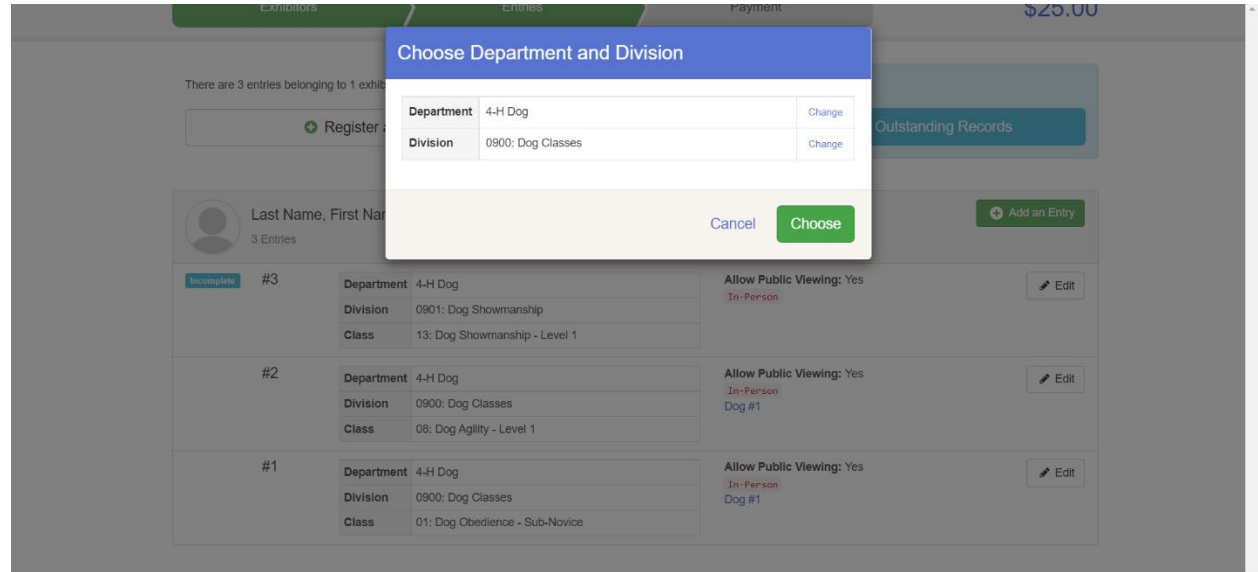 Exhibitors Entries Payment $25.00
Choose Department and Division
There are 3 entries belonging to 1
Department 4-H Dog Change
Register Outstanding Records
Division 0900: Dog Classes Change
Last Name, First
3 Entries
Cancel Choose
Add an Entry
Incomplete #3 Department 4-H Dog Allow Public Viewing: Yes Edit
Division 0901: Dog Showmanship In-Person
Class 13: Dog Showmanship - Level 1
#2 Department 4-H Dog Allow Public Viewing: Yes Edit
Division 0900: Dog Classes In-Person
Class 08: Dog Agility - Level 1 Dog #1
#1 Department 4-H Dog Allow Public Viewing: Yes Edit
Division 0900: Dog Classes In-Person
Class 01: Dog Obedience - Sub-Novice Dog #1